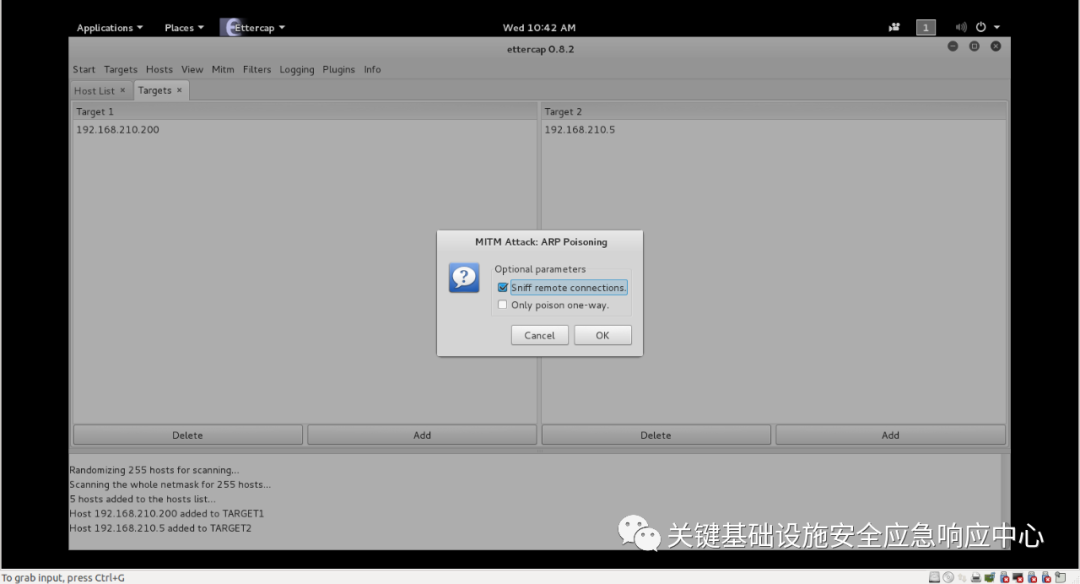 Applications Places Ettercap Wed 10:42 AM 1
ettercap 0.8.2
Start Targets Hosts View Mitm Filters Logging Plugins Info
Host List × Targets ×
Target 1 Target 2
192.168.210.200 192.168.210.5
MITM Attack: ARP Poisoning
Optional parameters
Sniff remote connections.
Only poison one-way.
Cancel OK
Delete Add Delete Add
Randomizing 255 hosts for scanning...
Scanning the whole netmask for 255 hosts...
5 hosts added to the hosts list...
Host 192.168.210.200 added to TARGET1
Host 192.168.210.5 added to TARGET2
关键基础设施安全应急响应中心
To grab input, press Ctrl+G